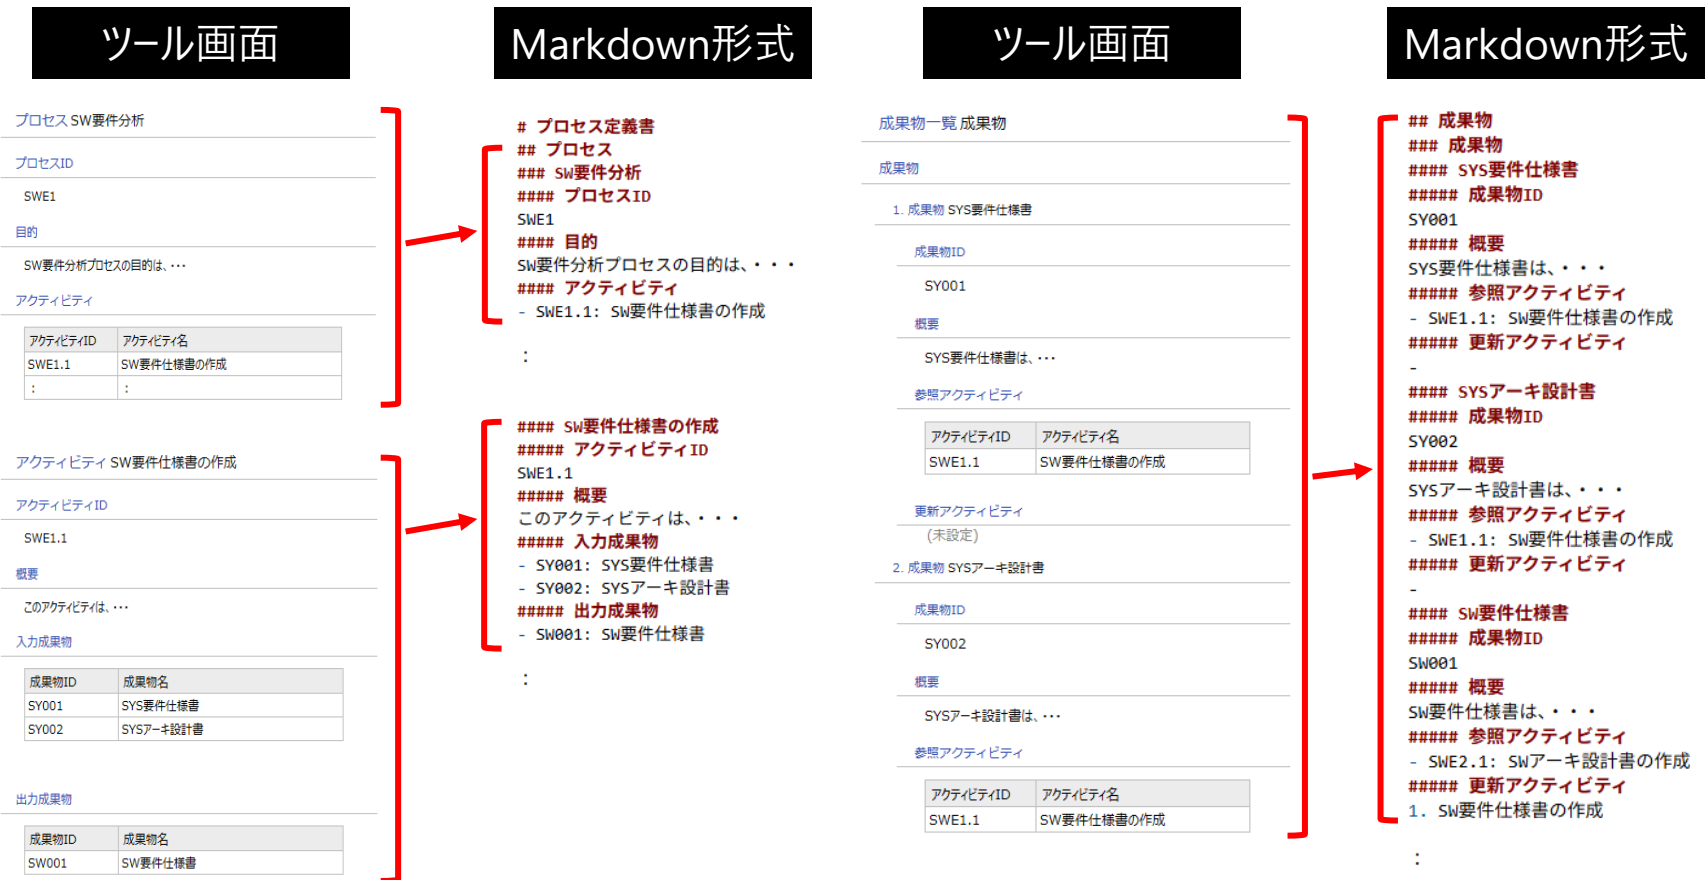 ツール画面
プロセス SW要件分析
プロセスID
SWE1
目的
SW要件分析プロセスの目的は、・・・
アクティビティ
アクティビティID アクティビティ名
SWE1.1 SW要件仕様書の作成
： ：
アクティビティ SW要件仕様書の作成
アクティビティID
SWE1.1
概要
このアクティビティは、・・・
入力成果物
成果物ID 成果物名
SY001 SYS要件仕様書
SY002 SYSアーキ設計書
出力成果物
成果物ID 成果物名
SW001 SW要件仕様書
Markdown形式
# プロセス定義書
## プロセス
### SW要件分析
#### プロセスID
SWE1
#### 目的
SW要件分析プロセスの目的は、・・・
#### アクティビティ
- SWE1.1: SW要件仕様書の作成
：
#### SW要件仕様書の作成
##### アクティビティID
SWE1.1
##### 概要
このアクティビティは、・・・
##### 入力成果物
- SY001: SYS要件仕様書
- SY002: SYSアーキ設計書
##### 出力成果物
- SW001: SW要件仕様書
：
ツール画面
成果物一覧 成果物
成果物
1. 成果物 SYS要件仕様書
成果物ID
SY001
概要
SYS要件仕様書は、・・・
参照アクティビティ
アクティビティID アクティビティ名
SWE1.1 SW要件仕様書の作成
更新アクティビティ
(未設定)
2. 成果物 SYSアーキ設計書
成果物ID
SY002
概要
SYSアーキ設計書は、・・・
参照アクティビティ
アクティビティID アクティビティ名
SWE1.1 SW要件仕様書の作成
Markdown形式
## 成果物
### 成果物
#### SYS要件仕様書
##### 成果物ID
SY001
##### 概要
SYS要件仕様書は、・・・
##### 参照アクティビティ
- SWE1.1: SW要件仕様書の作成
##### 更新アクティビティ
-
#### SYSアーキ設計書
##### 成果物ID
SY002
##### 概要
SYSアーキ設計書は、・・・
##### 参照アクティビティ
- SWE1.1: SW要件仕様書の作成
##### 更新アクティビティ
-
#### SW要件仕様書
##### 成果物ID
SW001
##### 概要
SW要件仕様書は、・・・
##### 参照アクティビティ
- SWE2.1: SWアーキ設計書の作成
##### 更新アクティビティ
1. SW要件仕様書の作成
：